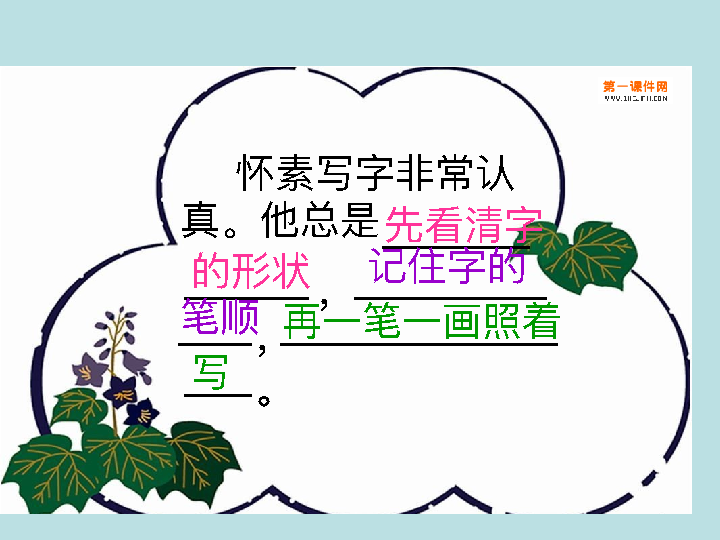 第一课件网
WWW.1KEJIAN.COM
怀素写字非常认
真。他总是先看清字
的形状，记住字的
笔顺，再一笔一画照着
写。